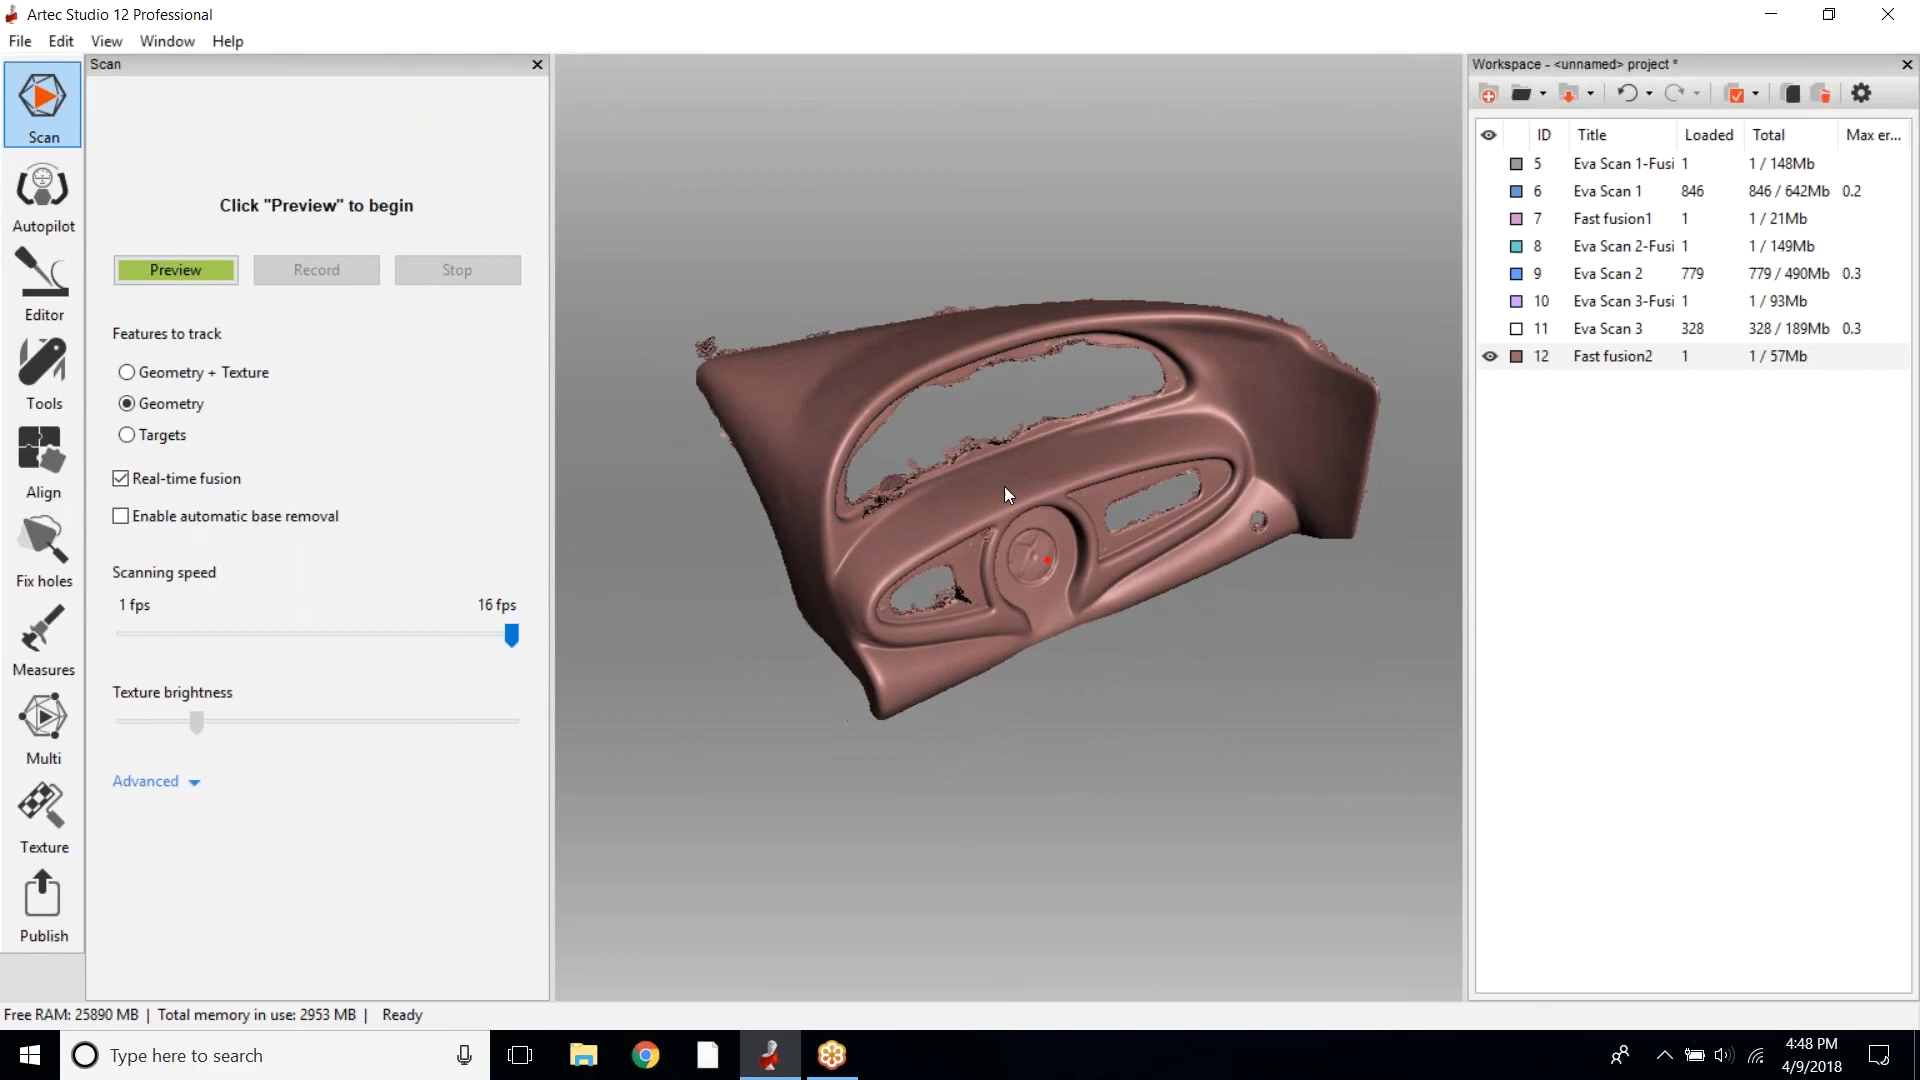 Artec Studio 12 Professional
File Edit View Window Help
Scan
Workspace - <unnamed> project *
Scan
Autopilot
Editor
Tools
Align
Fix holes
Measures
Multi
Texture
Publish
Click "Preview" to begin
Preview Record Stop
Features to track
Geometry + Texture
Geometry
Targets
Real-time fusion
Enable automatic base removal
Scanning speed
1 fps 16 fps
Texture brightness
Advanced
ID Title Loaded Total Max er...
5 Eva Scan 1-Fusi 1 1 / 148Mb
6 Eva Scan 1 846 846 / 642Mb 0.2
7 Fast fusion1 1 1 / 21Mb
8 Eva Scan 2-Fusi 1 1 / 149Mb
9 Eva Scan 2 779 779 / 490Mb 0.3
10 Eva Scan 3-Fusi 1 1 / 93Mb
11 Eva Scan 3 328 328 / 189Mb 0.3
12 Fast fusion2 1 1 / 57Mb
Free RAM: 25890 MB | Total memory in use: 2953 MB | Ready
Type here to search
4:48 PM
4/9/2018